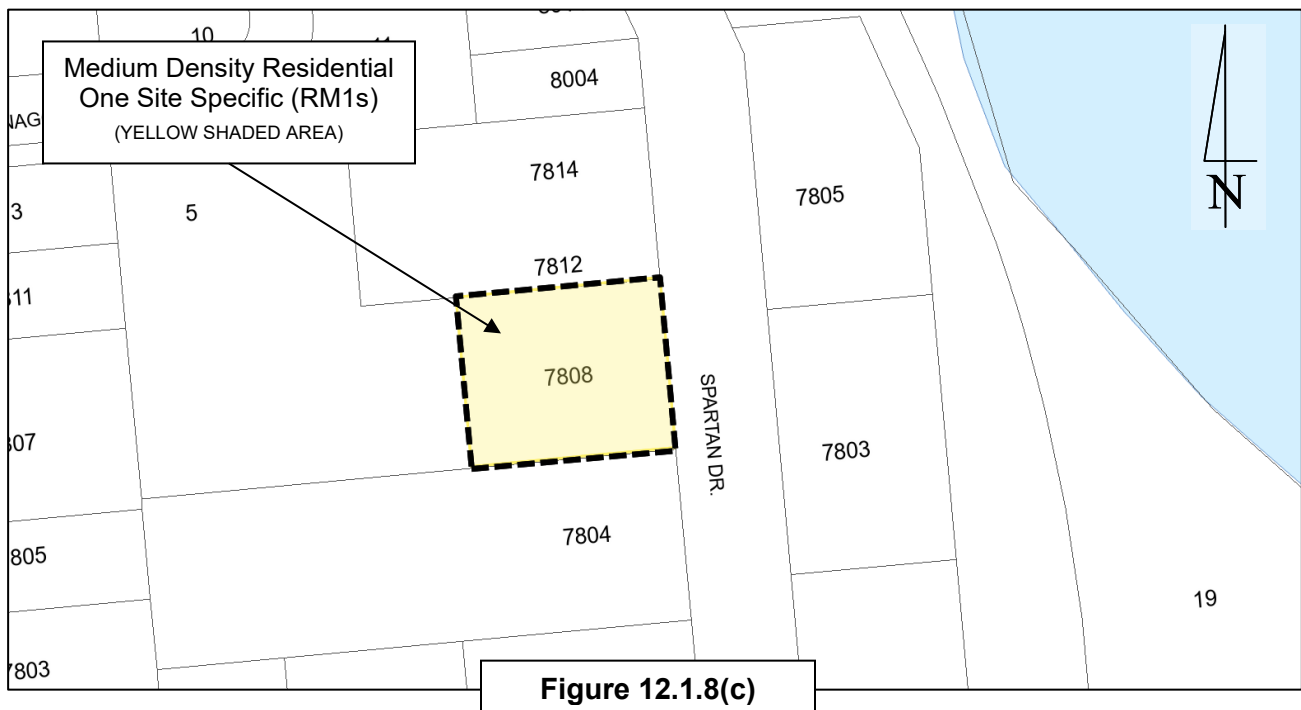 10
8004
Medium Density Residential
One Site Specific (RM1s)
(YELLOW SHADED AREA)
7814
7805
N
3
5
7812
7808
SPARTAN DR.
7803
7804
805
19
7803
Figure 12.1.8(c)